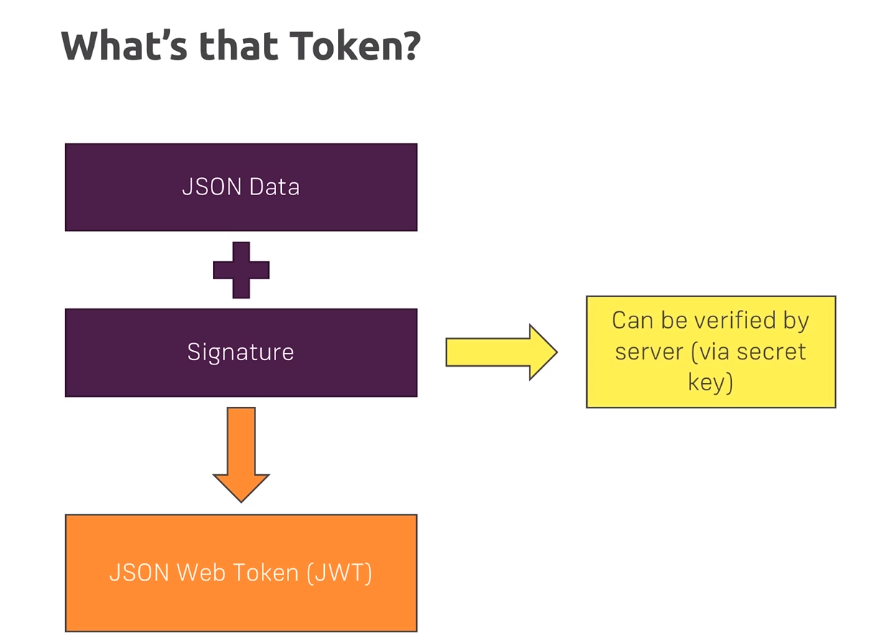 What’s that Token?
JSON Data
Signature
Can be verified by
server (via secret
key)
JSON Web Token (JWT)